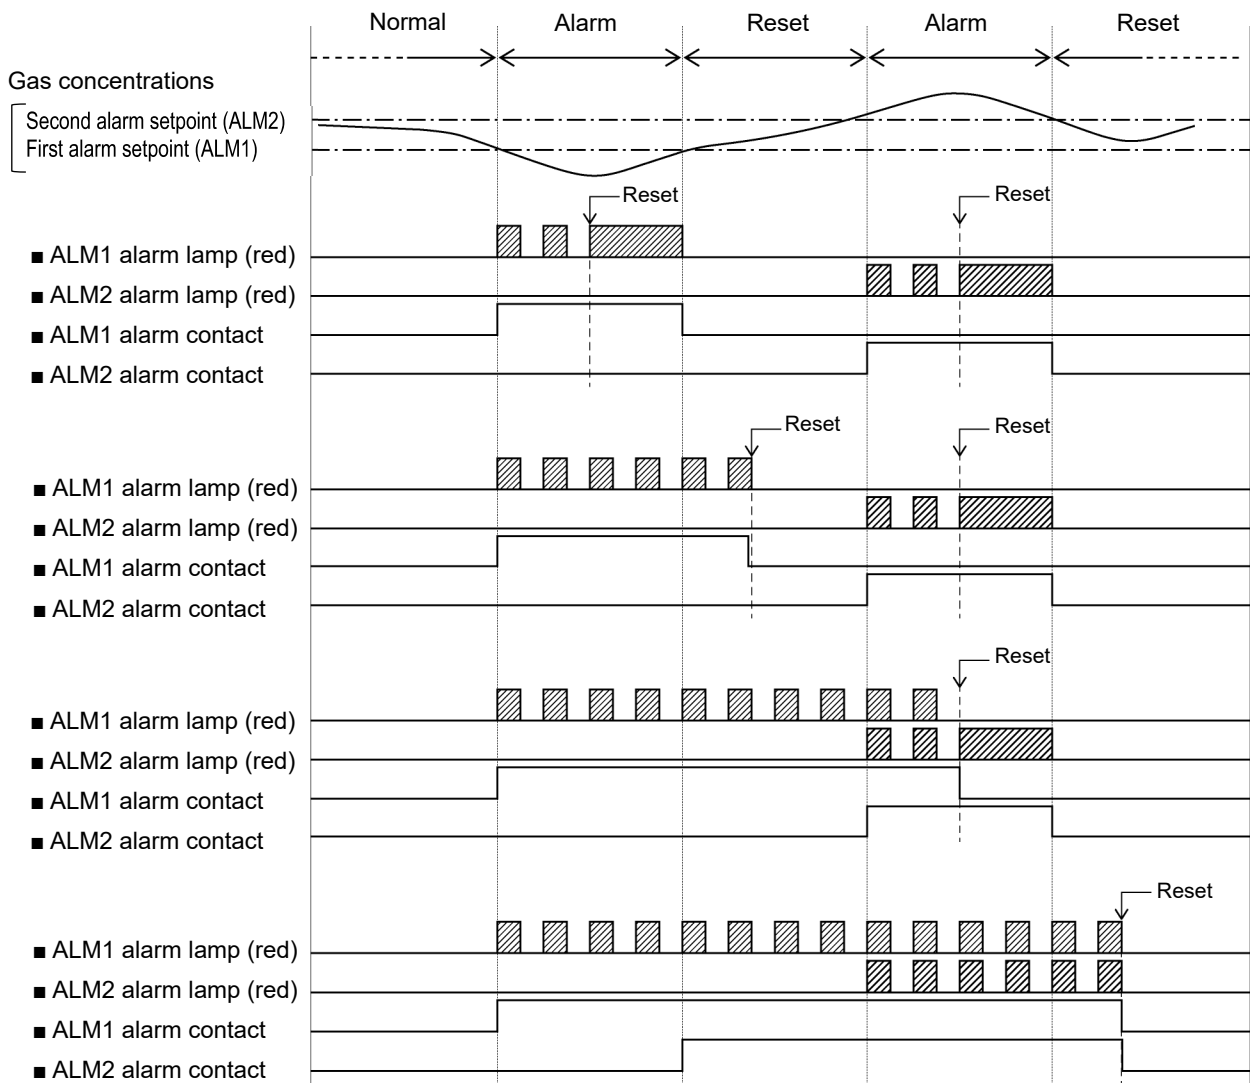 Normal Alarm Reset Alarm Reset
Gas concentrations
Second alarm setpoint (ALM2)
First alarm setpoint (ALM1)
Reset Reset
■ ALM1 alarm lamp (red)
■ ALM2 alarm lamp (red)
■ ALM1 alarm contact
■ ALM2 alarm contact
Reset Reset
■ ALM1 alarm lamp (red)
■ ALM2 alarm lamp (red)
■ ALM1 alarm contact
■ ALM2 alarm contact
Reset
■ ALM1 alarm lamp (red)
■ ALM2 alarm lamp (red)
■ ALM1 alarm contact
■ ALM2 alarm contact
Reset
■ ALM1 alarm lamp (red)
■ ALM2 alarm lamp (red)
■ ALM1 alarm contact
■ ALM2 alarm contact